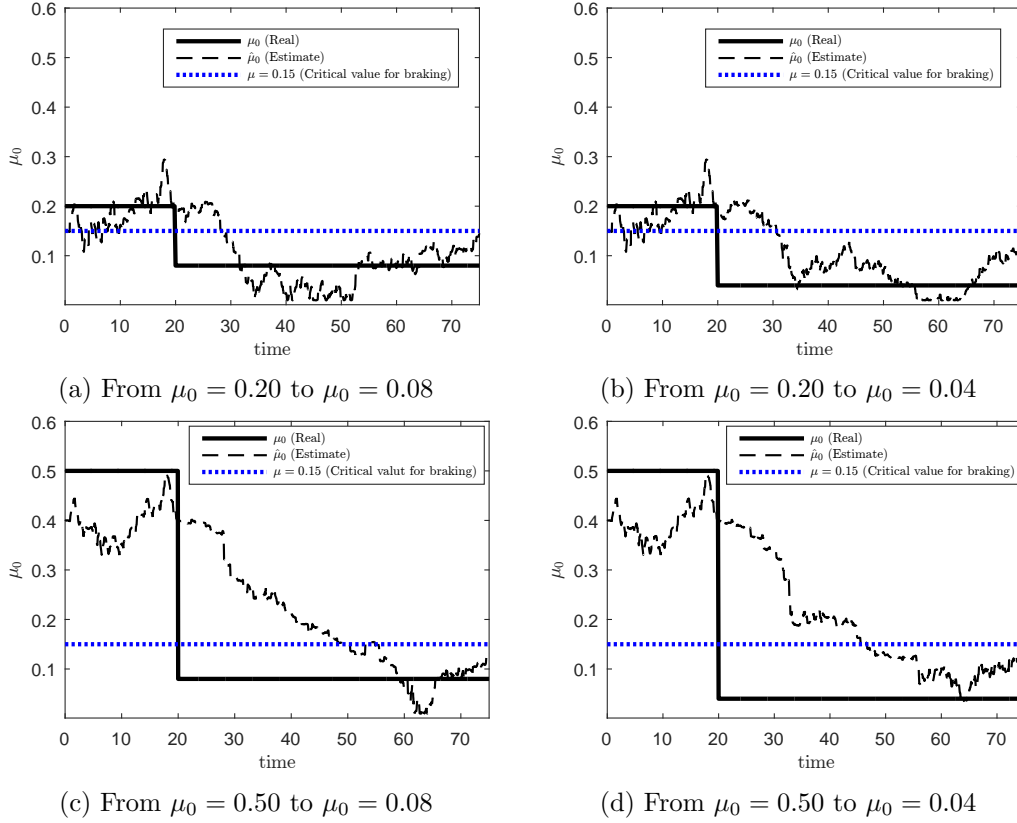 0.6
0.5
0.4
0.3
0.2
0.1
μ₀
0 10 20 30 40 50 60 70
time
μ₀ (Real)
μ̂₀ (Estimate)
μ = 0.15 (Critical value for braking)
(a) From μ₀ = 0.20 to μ₀ = 0.08
0.6
0.5
0.4
0.3
0.2
0.1
μ₀
0 10 20 30 40 50 60 70
time
μ₀ (Real)
μ̂₀ (Estimate)
μ = 0.15 (Critical value for braking)
(b) From μ₀ = 0.20 to μ₀ = 0.04
0.6
0.5
0.4
0.3
0.2
0.1
μ₀
0 10 20 30 40 50 60 70
time
μ₀ (Real)
μ̂₀ (Estimate)
μ = 0.15 (Critical valut for braking)
(c) From μ₀ = 0.50 to μ₀ = 0.08
0.6
0.5
0.4
0.3
0.2
0.1
μ₀
0 10 20 30 40 50 60 70
time
μ₀ (Real)
μ̂₀ (Estimate)
μ = 0.15 (Critical value for braking)
(d) From μ₀ = 0.50 to μ₀ = 0.04